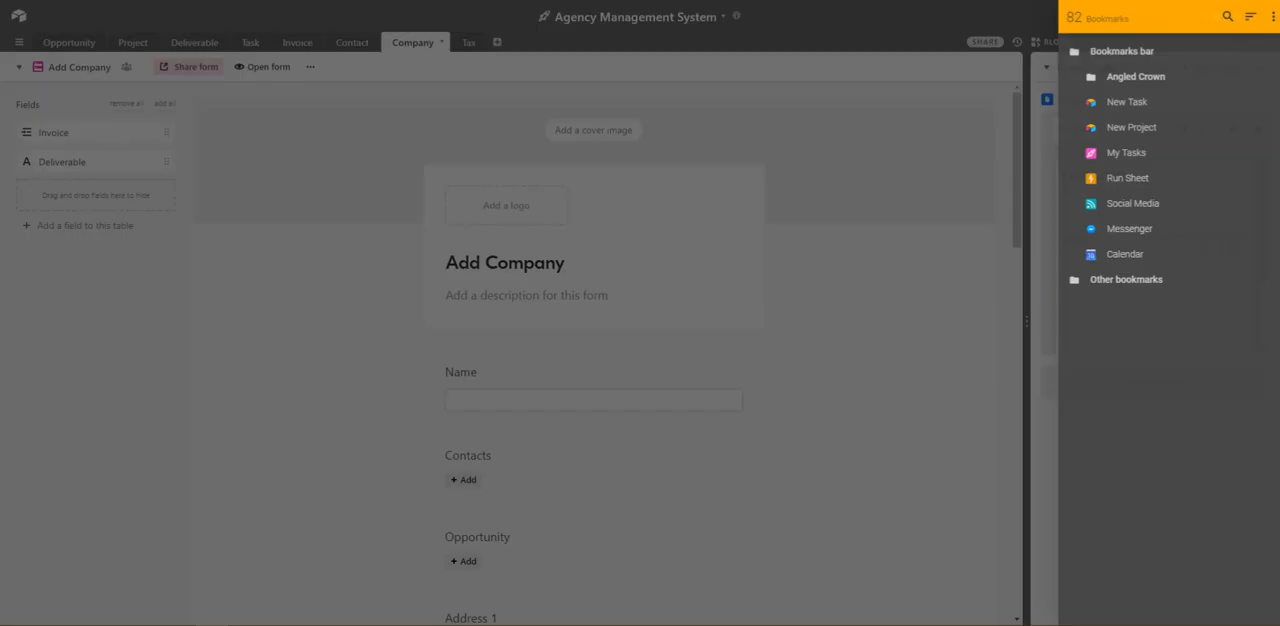 Agency Management System
82 Bookmarks
Opportunity Project Deliverable Task Invoice Contact Company Tax
SHARE
BLO
Add Company
Share form
Open form
Fields
remove all add all
Invoice
Deliverable
Drag and drop fields here to hide
+ Add a field to this table
Add a cover image
Add a logo
Add Company
Add a description for this form
Name
Contacts
+ Add
Opportunity
+ Add
Address 1
Bookmarks bar
Angled Crown
New Task
New Project
My Tasks
Run Sheet
Social Media
Messenger
Calendar
Other bookmarks